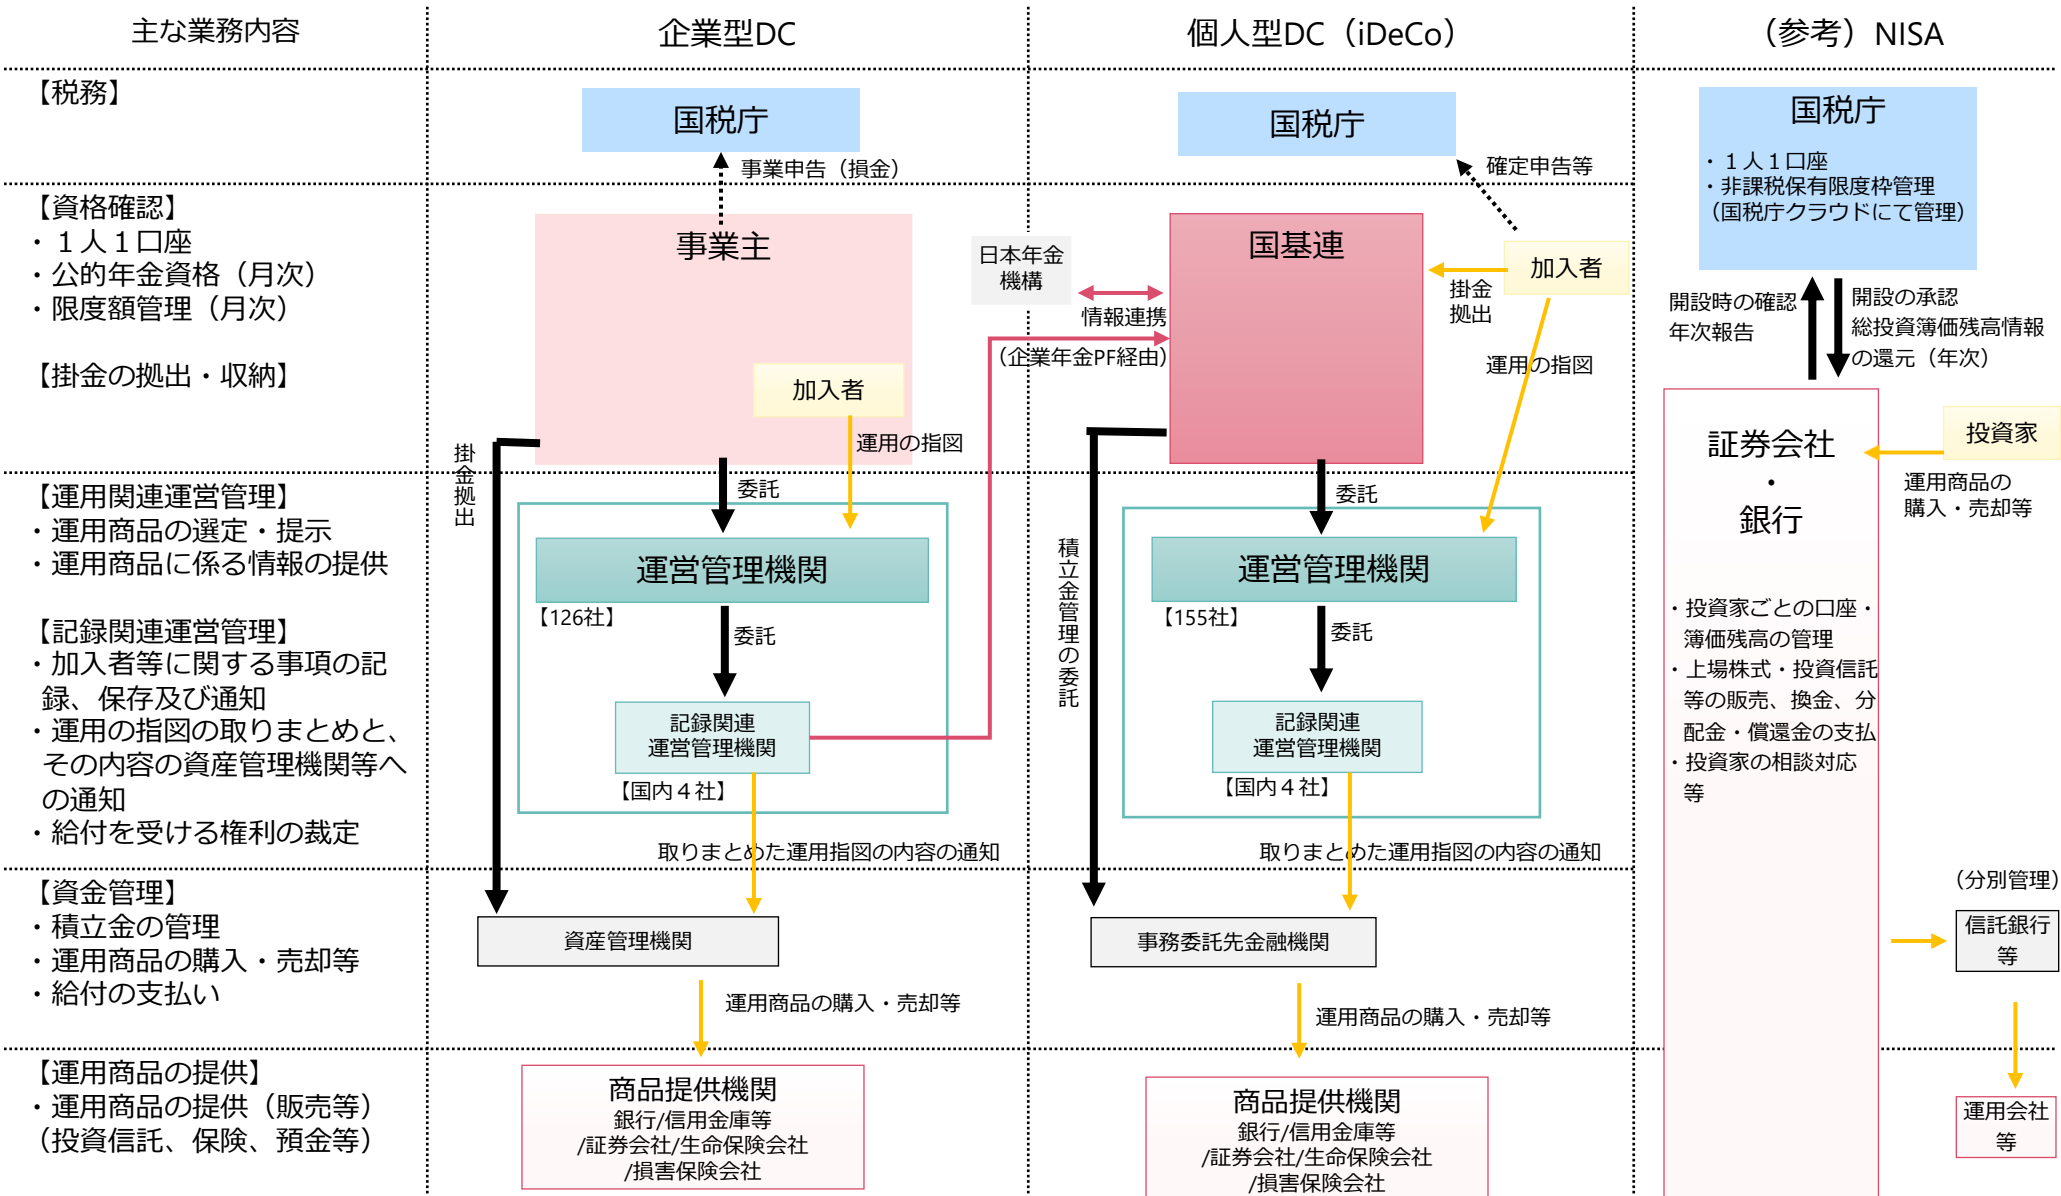 主な業務内容
企業型DC
個人型DC（iDeCo）
（参考）NISA
【税務】
国税庁
事業申告（損金）
国税庁
確定申告等
国税庁
・１人１口座
・非課税保有限度枠管理
（国税庁クラウドにて管理）
【資格確認】
・１人１口座
・公的年金資格（月次）
・限度額管理（月次）
【掛金の拠出・収納】
事業主
加入者
運用の指図
掛金拠出
日本年金
機構
情報連携
（企業年金PF経由）
国基連
加入者
掛金
拠出
運用の指図
開設時の確認
年次報告
開設の承認
総投資簿価残高情報
の還元（年次）
証券会社
・
銀行
投資家
運用商品の
購入・売却等
【運用関連運営管理】
・運用商品の選定・提示
・運用商品に係る情報の提供
【記録関連運営管理】
・加入者等に関する事項の記
録、保存及び通知
・運用の指図の取りまとめと、
その内容の資産管理機関等へ
の通知
・給付を受ける権利の裁定
委託
運営管理機関
【126社】
委託
記録関連
運営管理機関
【国内４社】
取りまとめた運用指図の内容の通知
積立金管理の委託
委託
運営管理機関
【155社】
委託
記録関連
運営管理機関
【国内４社】
取りまとめた運用指図の内容の通知
・投資家ごとの口座・
簿価残高の管理
・上場株式・投資信託
等の販売、換金、分
配金・償還金の支払
・投資家の相談対応
等
【資金管理】
・積立金の管理
・運用商品の購入・売却等
・給付の支払い
資産管理機関
運用商品の購入・売却等
事務委託先金融機関
運用商品の購入・売却等
（分別管理）
信託銀行
等
【運用商品の提供】
・運用商品の提供（販売等）
（投資信託、保険、預金等）
商品提供機関
銀行/信用金庫等
/証券会社/生命保険会社
/損害保険会社
商品提供機関
銀行/信用金庫等
/証券会社/生命保険会社
/損害保険会社
運用会社
等